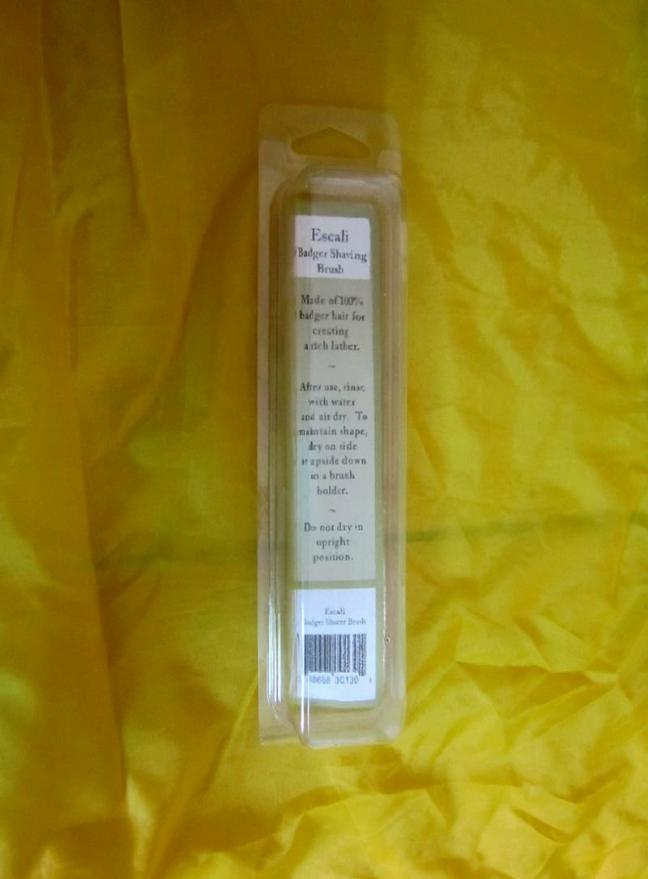 Escali
Badger Shaving
Brush
Made of 100%
badger hair for
creating
a rich lather.
~
After use, rinse
with water
and air dry. To
maintain shape,
dry on side
or upside down
in a brush
holder.
~
Do not dry in
upright
position.
Escali
Badger Shaver Brush